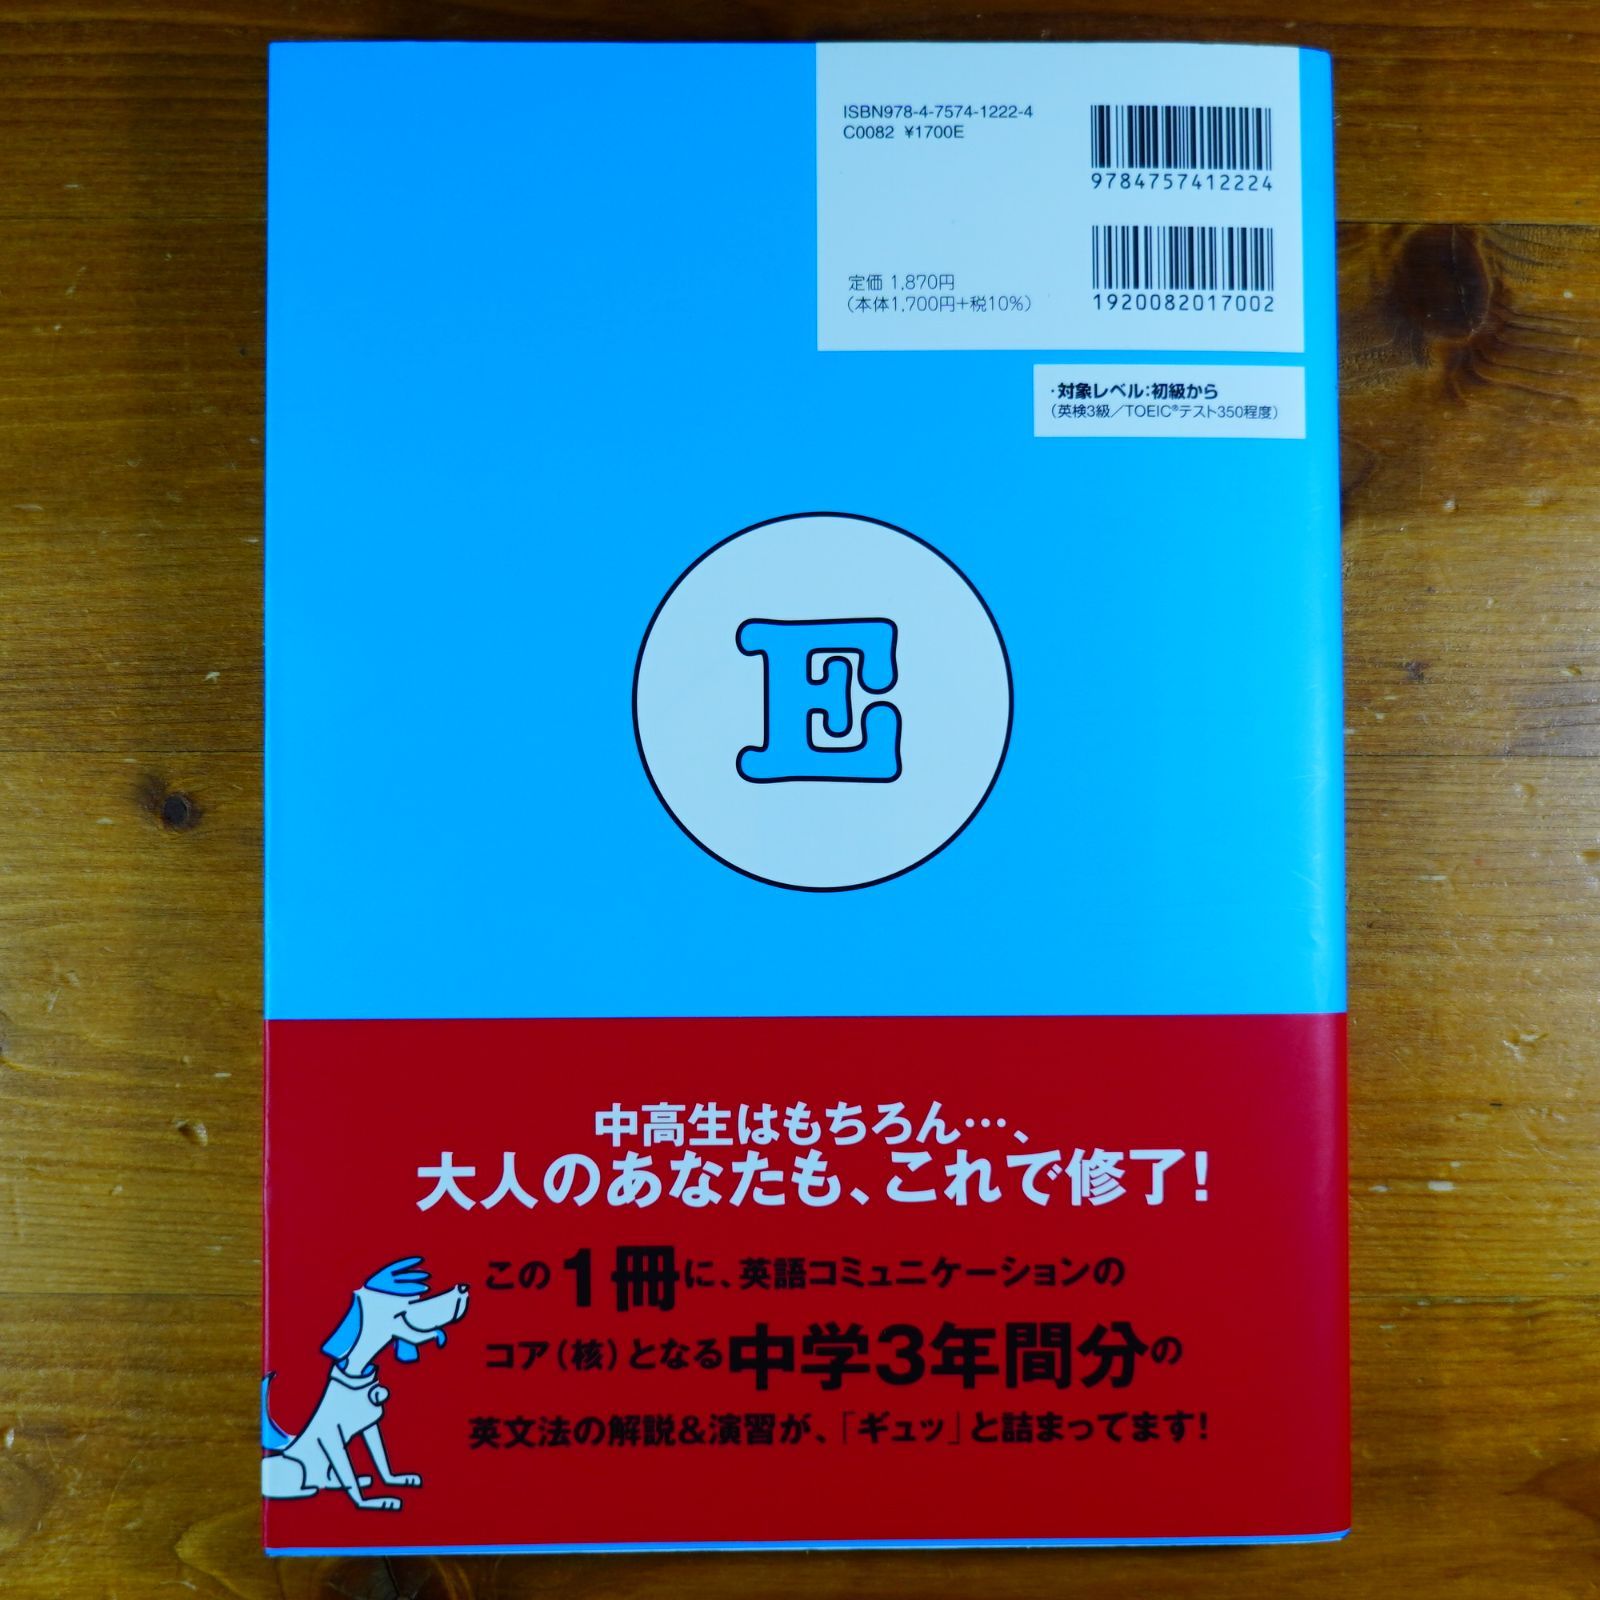 ISBN978-4-7574-1222-4
C0082 ¥1700E
9784757412224
定価 1,870円
（本体1,700円+税10%）
1920082017002
・対象レベル：初級から
（英検3級／TOEIC®テスト350程度）
E
中高生はもちろん…、
大人のあなたも、これで修了！
この1冊に、英語コミュニケーションの
コア（核）となる中学3年間分の
英文法の解説&演習が、「ギュッ」と詰まってます！